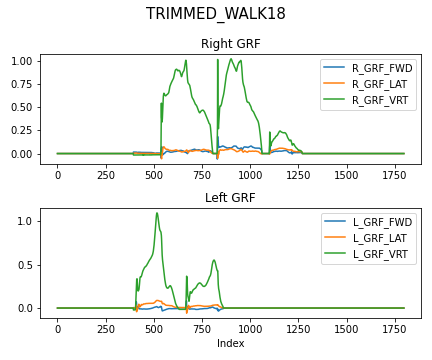 TRIMMED_WALK18
Right GRF
1.00
0.75
0.50
0.25
0.00
R_GRF_FWD
R_GRF_LAT
R_GRF_VRT
0 250 500 750 1000 1250 1500 1750
Left GRF
1.0
0.5
0.0
L_GRF_FWD
L_GRF_LAT
L_GRF_VRT
0 250 500 750 1000 1250 1500 1750
Index